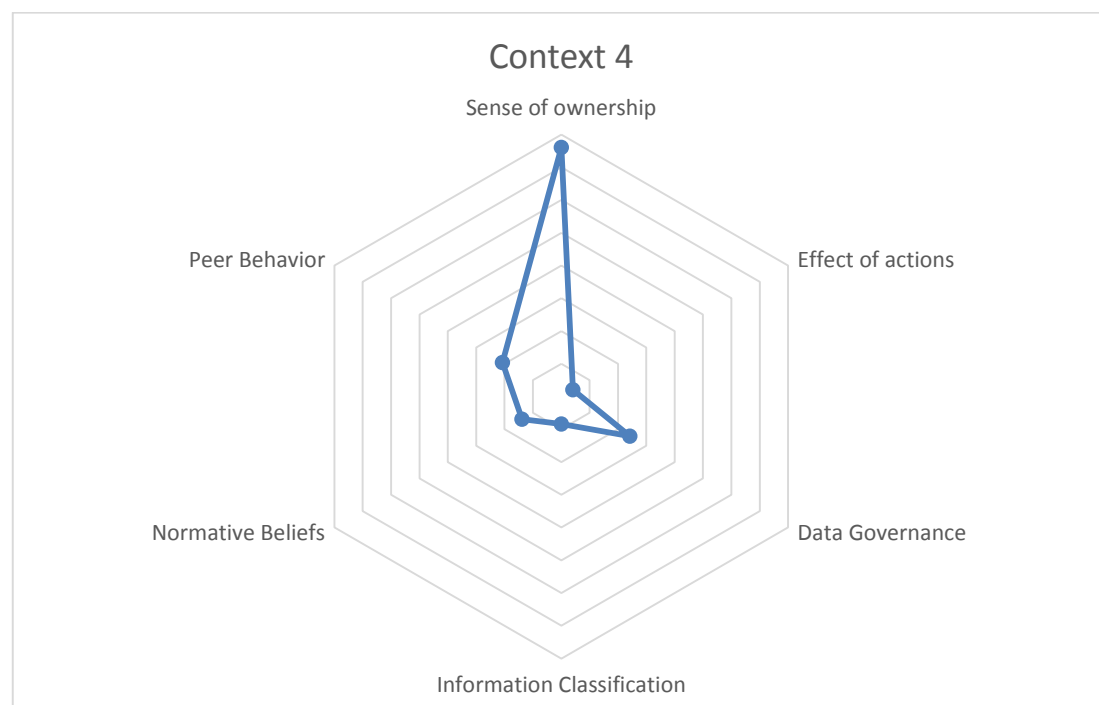 Context 4
Sense of ownership
Peer Behavior
Effect of actions
Normative Beliefs
Data Governance
Information Classification